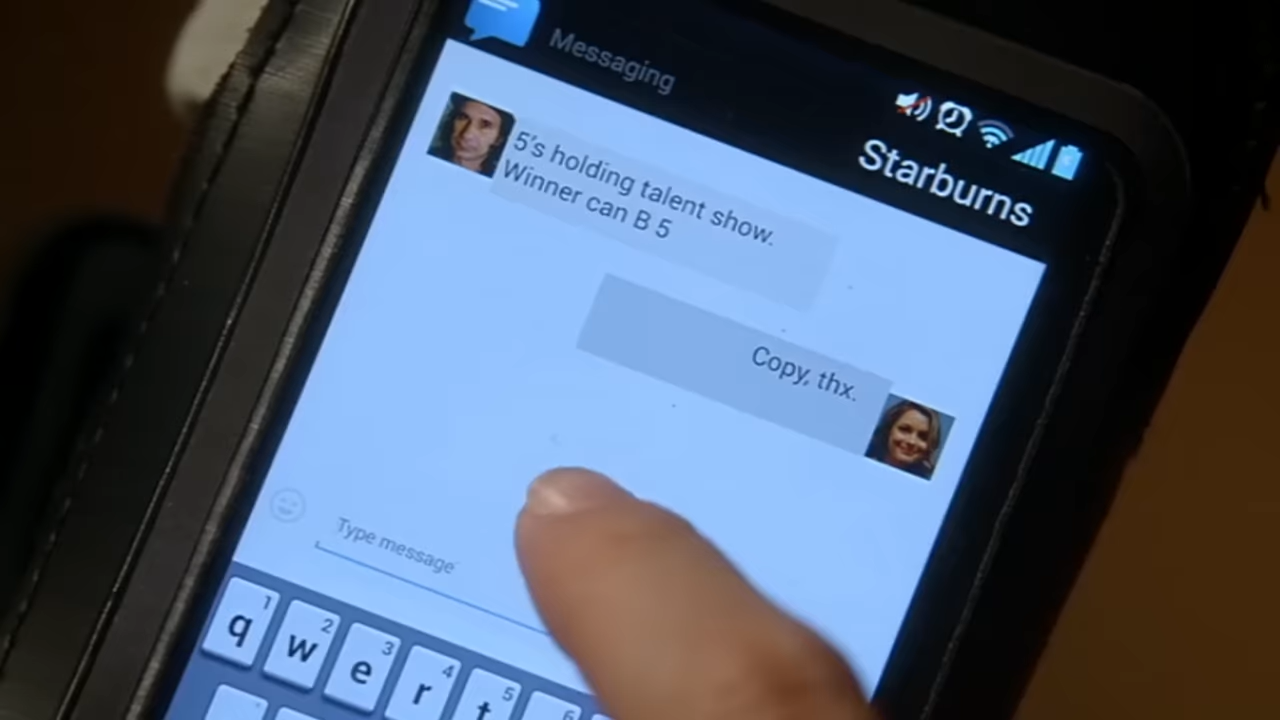 Messaging
Starburns
5's holding talent show.
Winner can B 5
Copy, thx.
Type message
1 2 3 4 5 6
q w e r t